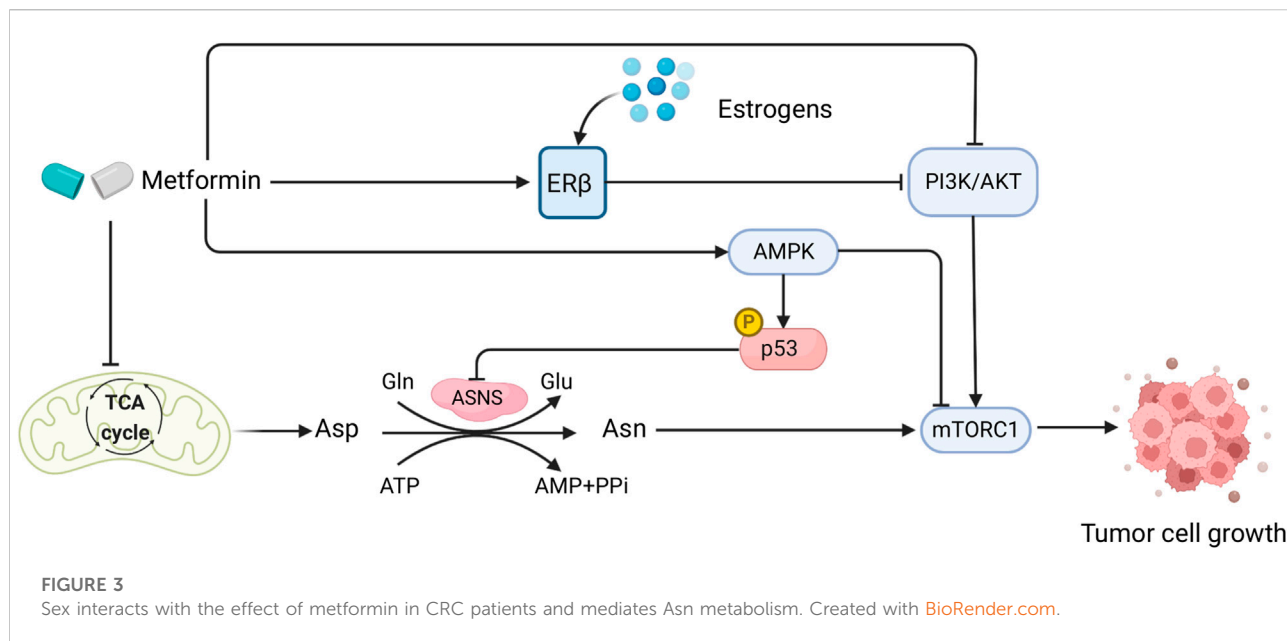 Estrogens
Metformin
ERβ
PI3K/AKT
AMPK
P
p53
TCA
cycle
Gln
ASNS
Glu
Asp
Asn
mTORC1
ATP
AMP+PPi
Tumor cell growth
FIGURE 3
Sex interacts with the effect of metformin in CRC patients and mediates Asn metabolism. Created with BioRender.com.